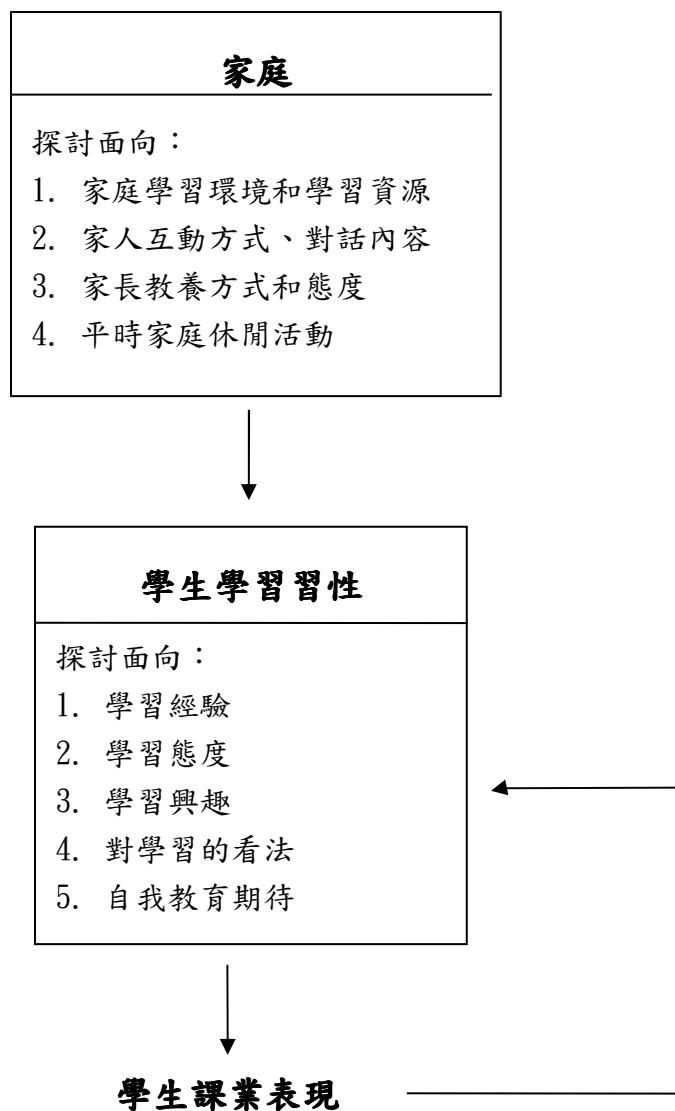 家庭
探討面向：
1. 家庭學習環境和學習資源
2. 家人互動方式、對話內容
3. 家長教養方式和態度
4. 平時家庭休閒活動
學生學習習性
探討面向：
1. 學習經驗
2. 學習態度
3. 學習興趣
4. 對學習的看法
5. 自我教育期待
學生課業表現